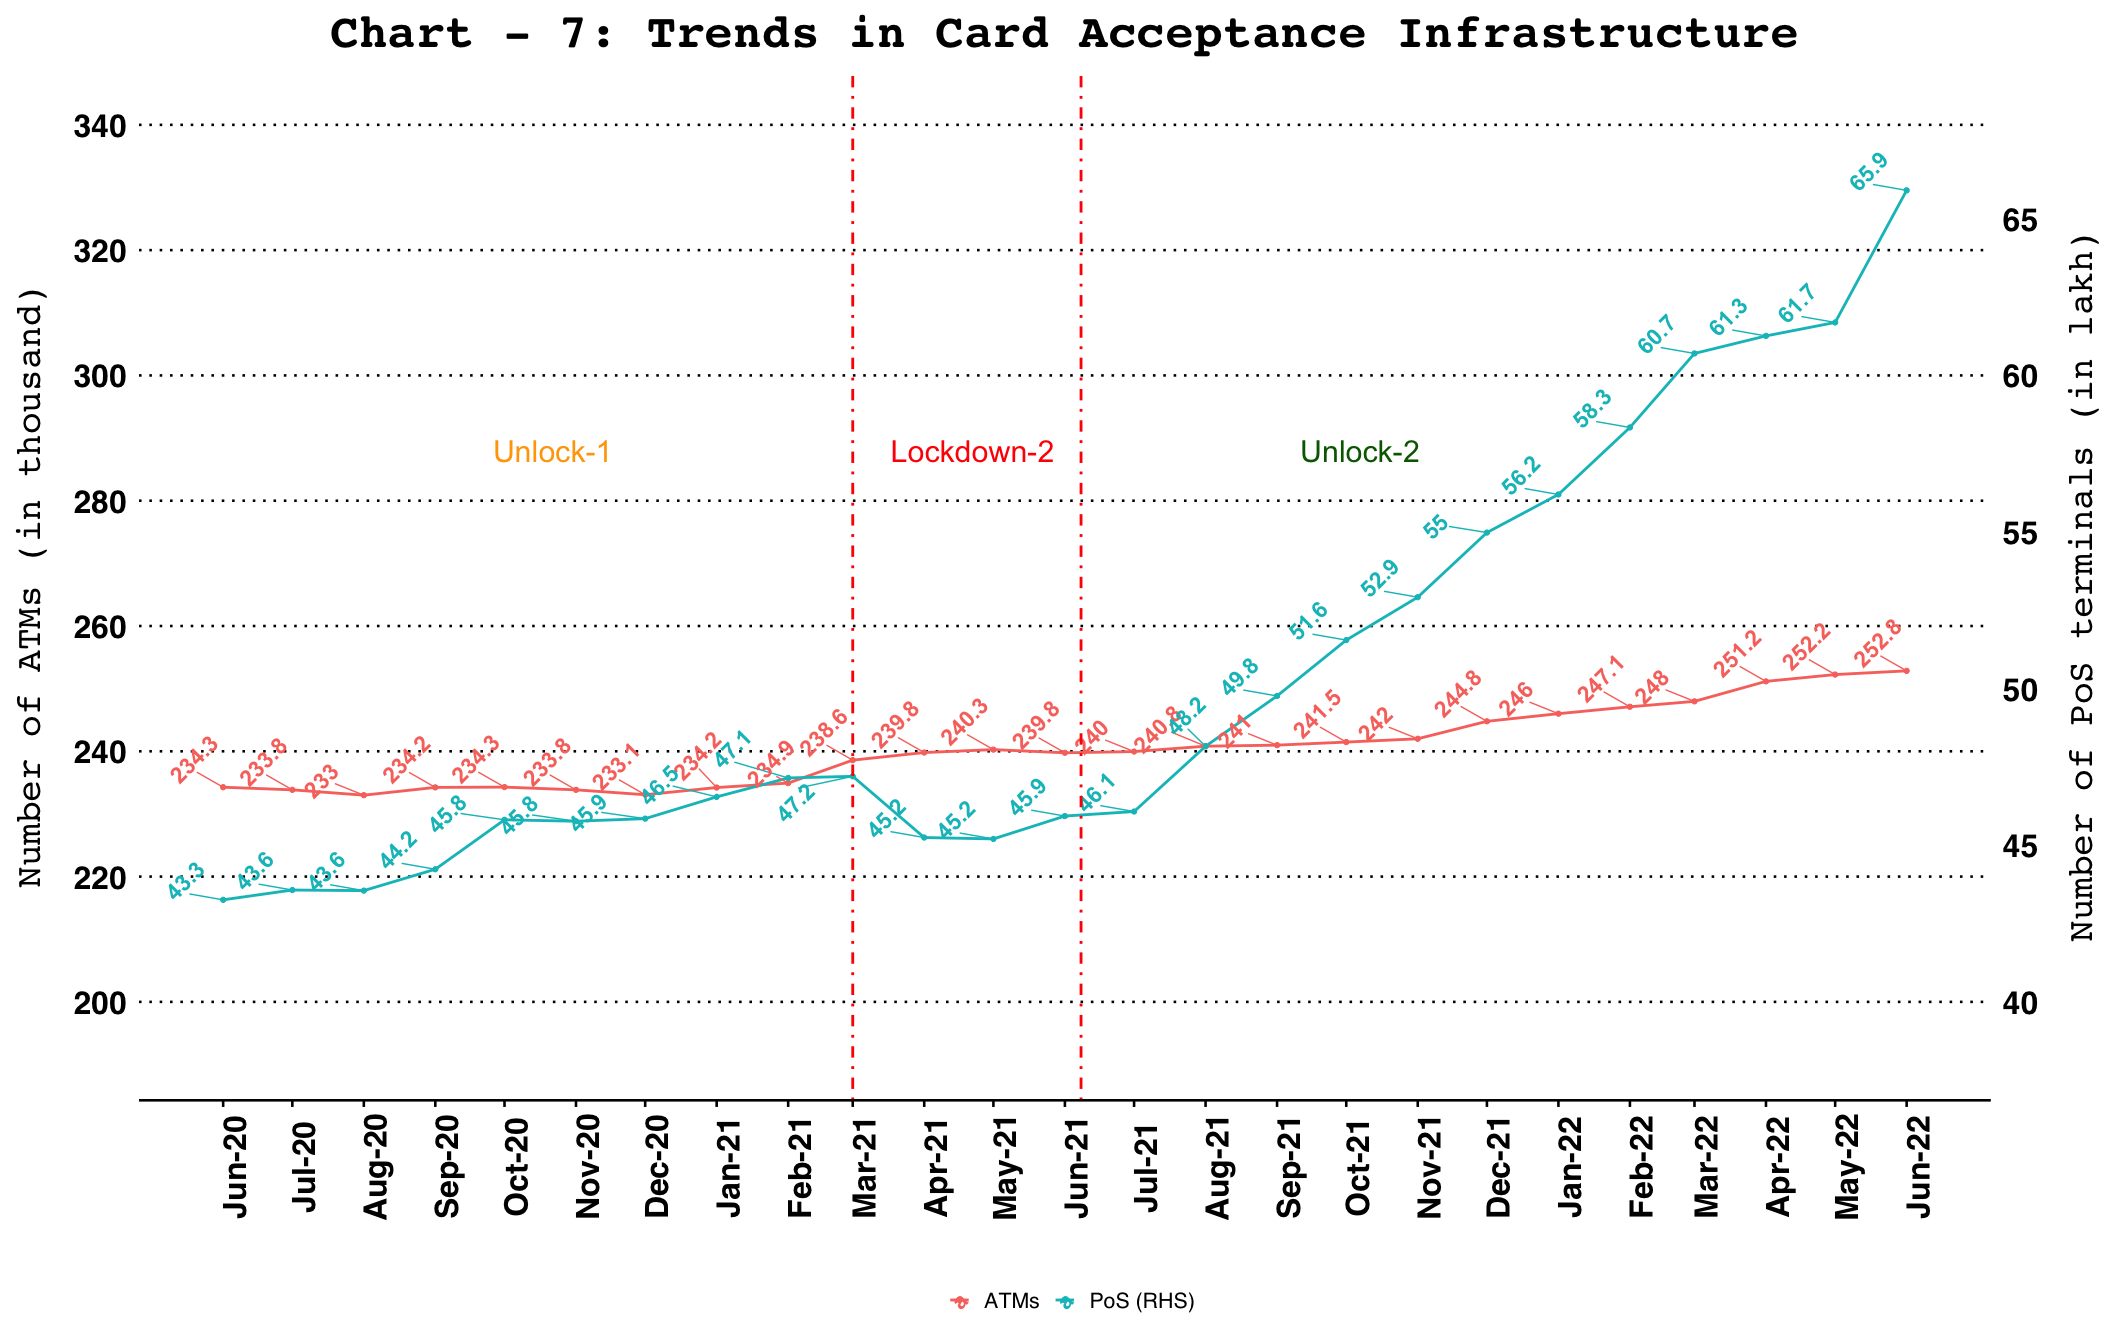 Chart – 7: Trends in Card Acceptance Infrastructure
Number of ATMs (in thousand)
340
320
300
280
260
240
220
200
Unlock-1
Lockdown-2
Unlock-2
234.3
233.8
233
234.2
234.3
233.8
233.1
234.2
234.9
238.6
239.8
240.3
239.8
240
240.8
241
241.5
242
244.8
246
247.1
248
251.2
252.2
252.8
43.3
43.6
43.6
44.2
45.8
45.8
45.9
46.5
47.1
47.2
45.2
45.2
45.9
46.1
48.2
49.8
51.6
52.9
55
56.2
58.3
60.7
61.3
61.7
65.9
65
60
55
50
45
40
Number of PoS terminals (in lakh)
Jun-20
Jul-20
Aug-20
Sep-20
Oct-20
Nov-20
Dec-20
Jan-21
Feb-21
Mar-21
Apr-21
May-21
Jun-21
Jul-21
Aug-21
Sep-21
Oct-21
Nov-21
Dec-21
Jan-22
Feb-22
Mar-22
Apr-22
May-22
Jun-22
ATMs PoS (RHS)